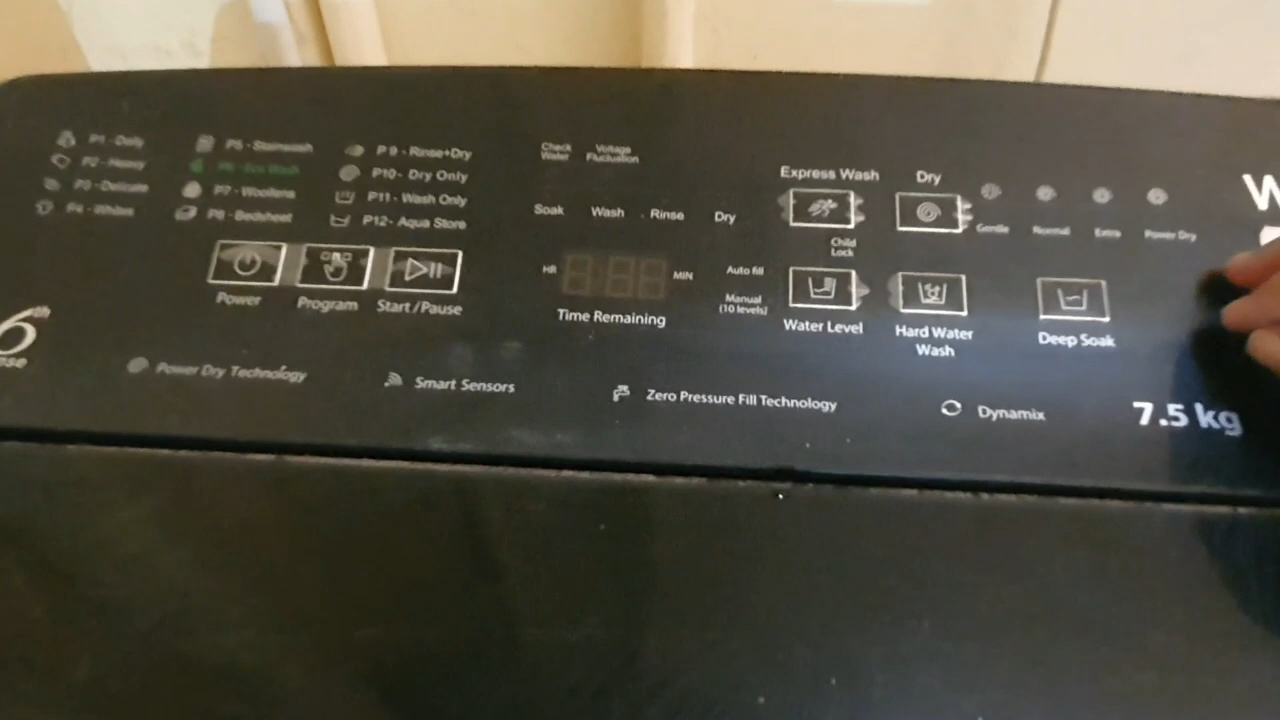 P1 - Daily
P2 - Heavy
P3 - Delicate
P4 - Whites
P5 - Stainwash
P6 - Eco Wash
P7 - Woollens
P8 - Bedsheet
P 9 - Rinse+Dry
P10- Dry Only
P11 - Wash Only
P12- Aqua Store
Power
Program
Start/Pause
Check
Water
Voltage
Fluctuation
Soak
Wash
Rinse
Dry
HR
MIN
Time Remaining
Auto fill
Manual
(10 levels)
Express Wash
Child
Lock
Water Level
Dry
Gentle
Normal
Extra
Power Dry
Hard Water
Wash
Deep Soak
W
6th
Power Dry Technology
Smart Sensors
Zero Pressure Fill Technology
Dynamix
7.5 kg